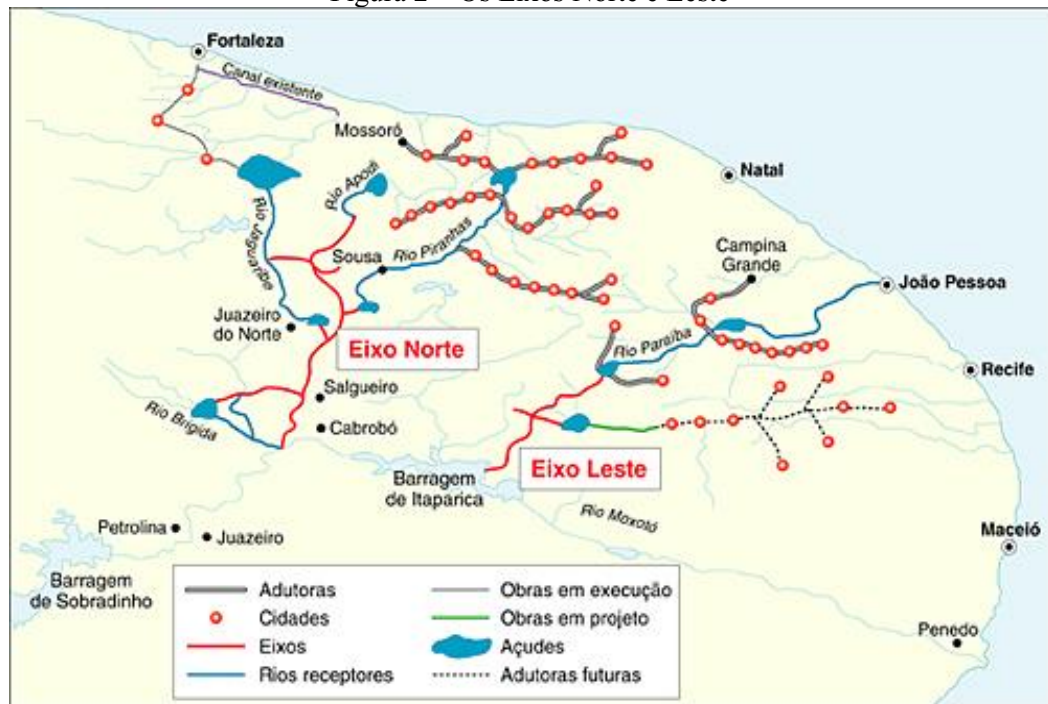 Figura 2 – Os Eixos Norte e Leste
Fortaleza
Canal existente
Mossoró
Rio Apodi
Natal
Rio Jaguaribe
Rio Piranhas
Sousa
Campina
Grande
João Pessoa
Juazeiro
do Norte
Eixo Norte
Rio Paraíba
Recife
Salgueiro
Rio Brígida
Cabrobó
Eixo Leste
Barragem
de Itaparica
Rio Moxotó
Petrolina
Juazeiro
Maceió
Barragem
de Sobradinho
Adutoras
Cidades
Eixos
Rios receptores
Obras em execução
Obras em projeto
Açudes
Adutoras futuras
Penedo